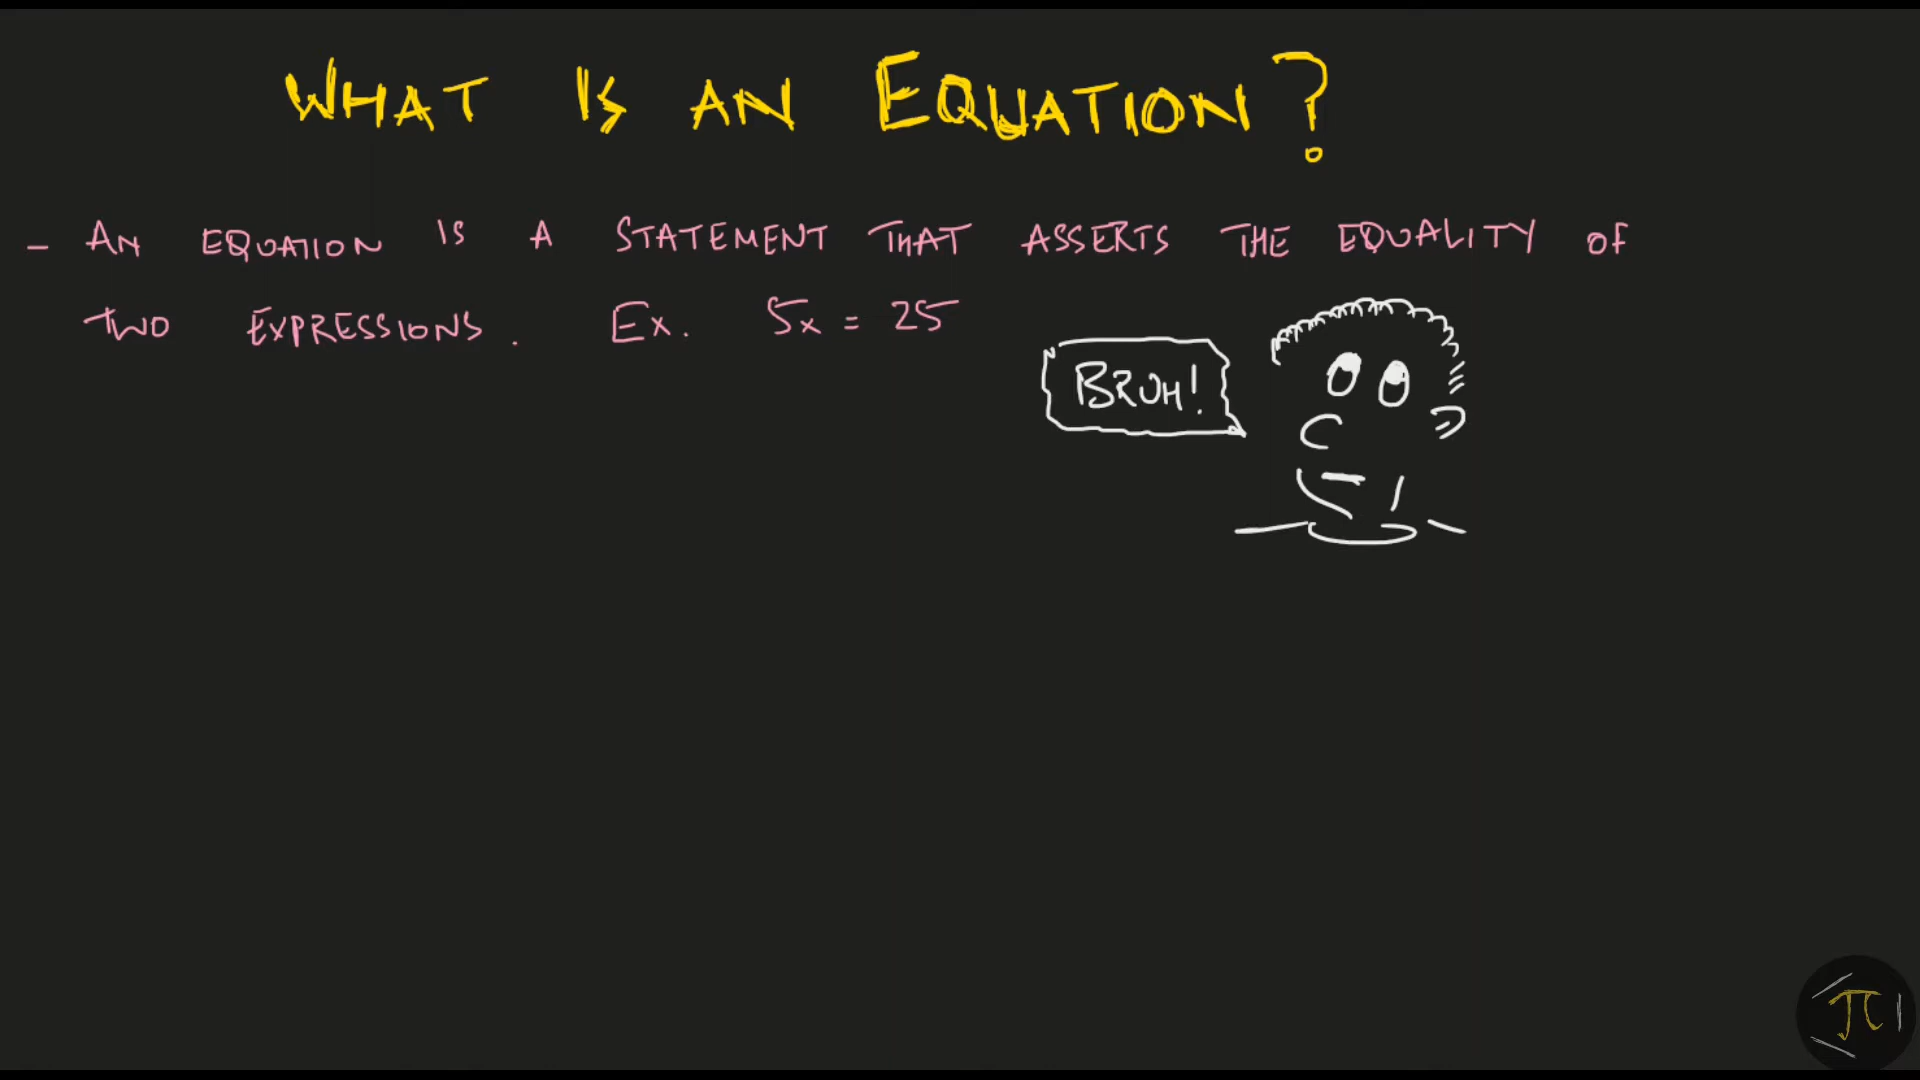 WHAT IS AN EQUATION?
- AN EQUATION IS A STATEMENT THAT ASSERTS THE EQUALITY OF
TWO EXPRESSIONS. EX. 5x = 25
BRUH!
π